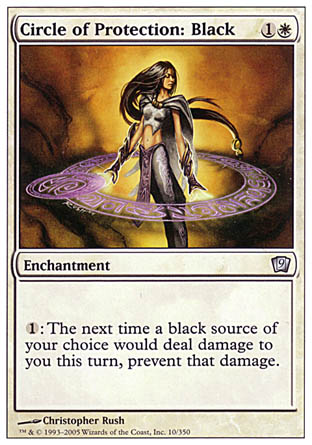 Circle of Protection: Black 1
Enchantment 9
1: The next time a black source of
your choice would deal damage to
you this turn, prevent that damage.
Christopher Rush
™ & © 1993–2005 Wizards of the Coast, Inc. 10/350